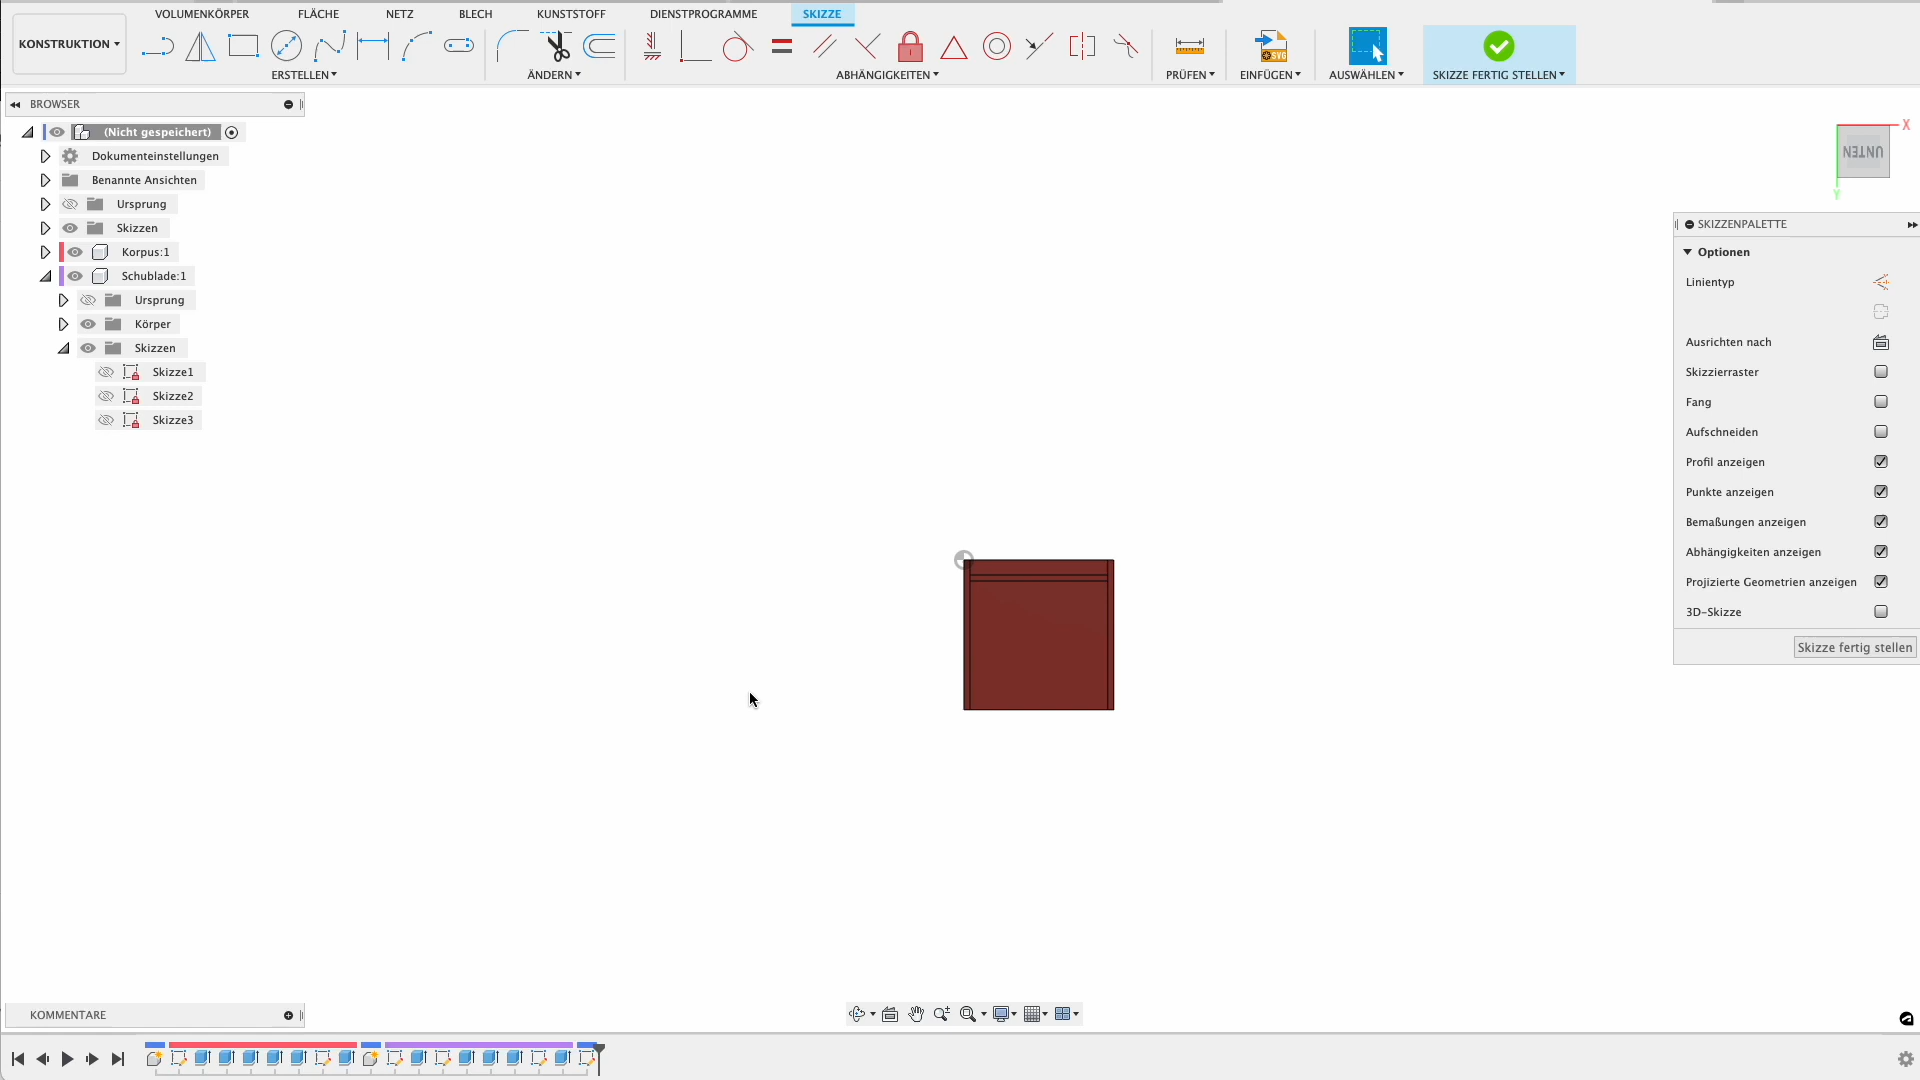 VOLUMENKÖRPER FLÄCHE NETZ BLECH KUNSTSTOFF DIENSTPROGRAMME SKIZZE
KONSTRUKTION
ERSTELLEN ÄNDERN ABHÄNGIGKEITEN PRÜFEN EINFÜGEN AUSWÄHLEN SKIZZE FERTIG STELLEN
SVG
BROWSER
(Nicht gespeichert)
Dokumenteinstellungen
Benannte Ansichten
Ursprung
Skizzen
Korpus:1
Schublade:1
Ursprung
Körper
Skizzen
Skizze1
Skizze2
Skizze3
X
UNTEN
Y
SKIZZENPALETTE
Optionen
Linientyp
Ausrichten nach
Skizzierraster
Fang
Aufschneiden
Profil anzeigen
Punkte anzeigen
Bemaßungen anzeigen
Abhängigkeiten anzeigen
Projizierte Geometrien anzeigen
3D-Skizze
Skizze fertig stellen
KOMMENTARE